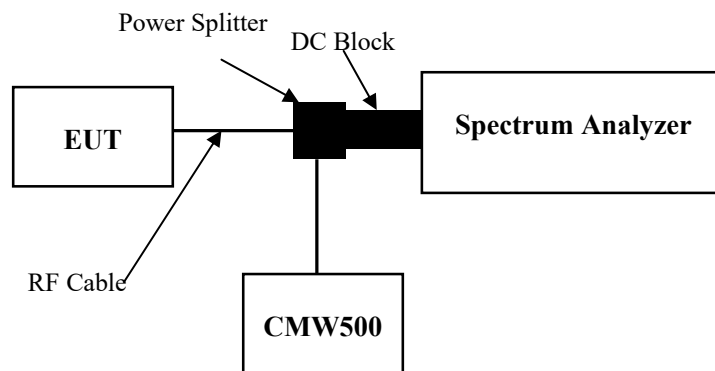 Power Splitter
DC Block
EUT
Spectrum Analyzer
RF Cable
CMW500